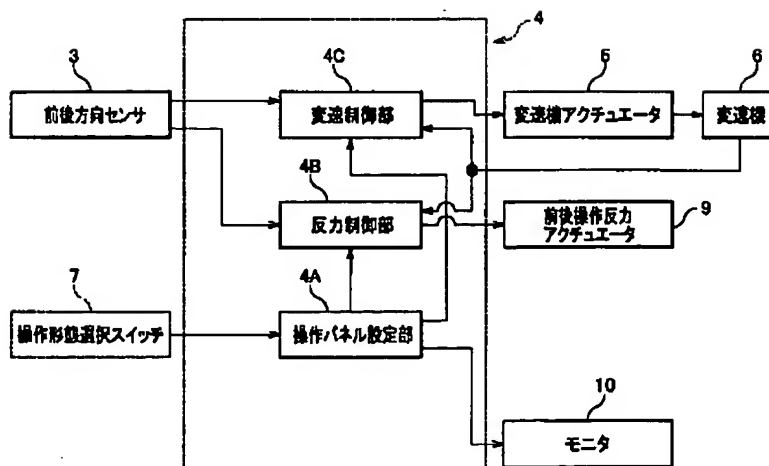 4
3
4C
5
6
前後方向センサ
変速制御部
変速機アクチュエータ
変速機
4B
反力制御部
前後操作反力
アクチュエータ
9
7
4A
操作形態選択スイッチ
操作パネル設定部
10
モニタ